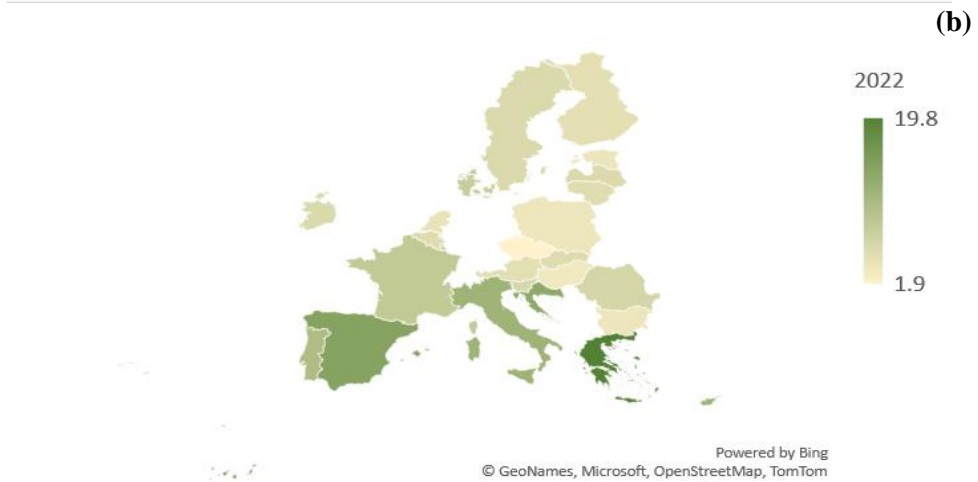 (b)
2022
19.8
1.9
Powered by Bing
© GeoNames, Microsoft, OpenStreetMap, TomTom